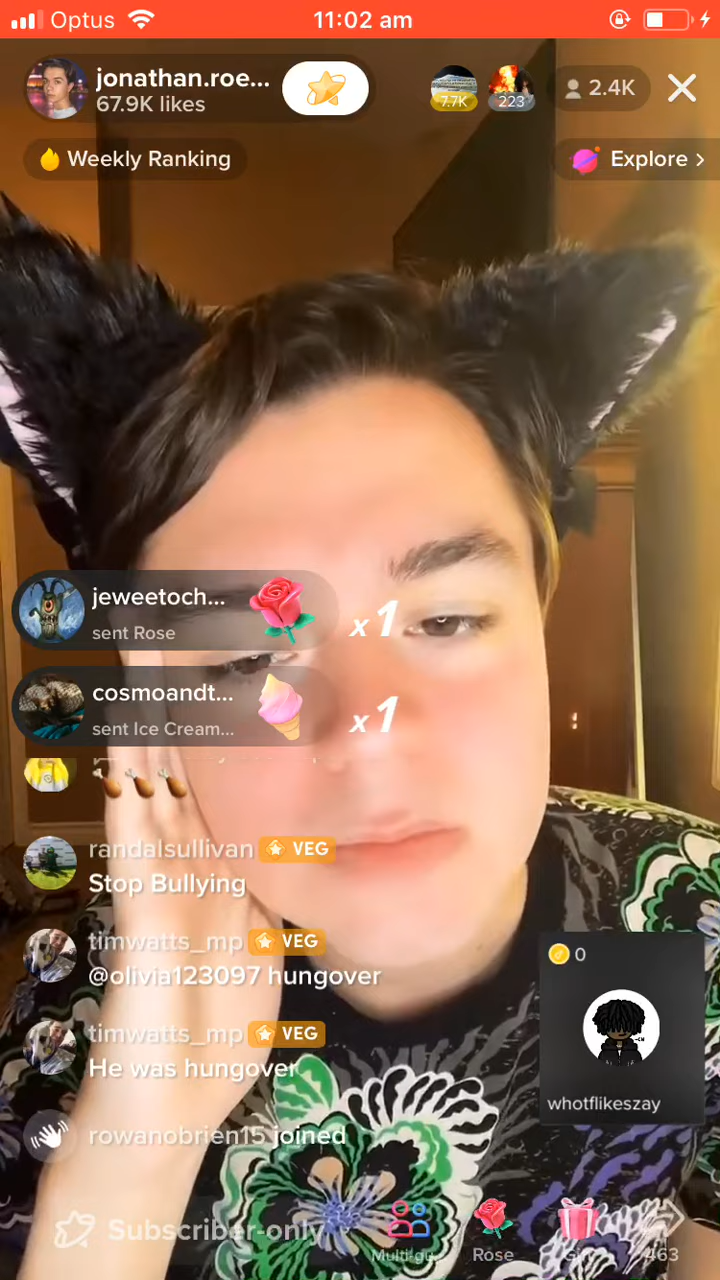 Optus
11:02 am
jonathan.roe...
67.9K likes
7.7K
223
2.4K
Weekly Ranking
Explore >
jeweetoch...
sent Rose
x1
cosmoandt...
sent Ice Cream...
x1
randalsullivan VEG
Stop Bullying
timwatts_mp VEG
@olivia123097 hungover
timwatts_mp VEG
He was hungover
rowanobrien15 joined
0
whotflikeszay
Subscriber-only
Multi-gu
Rose
463